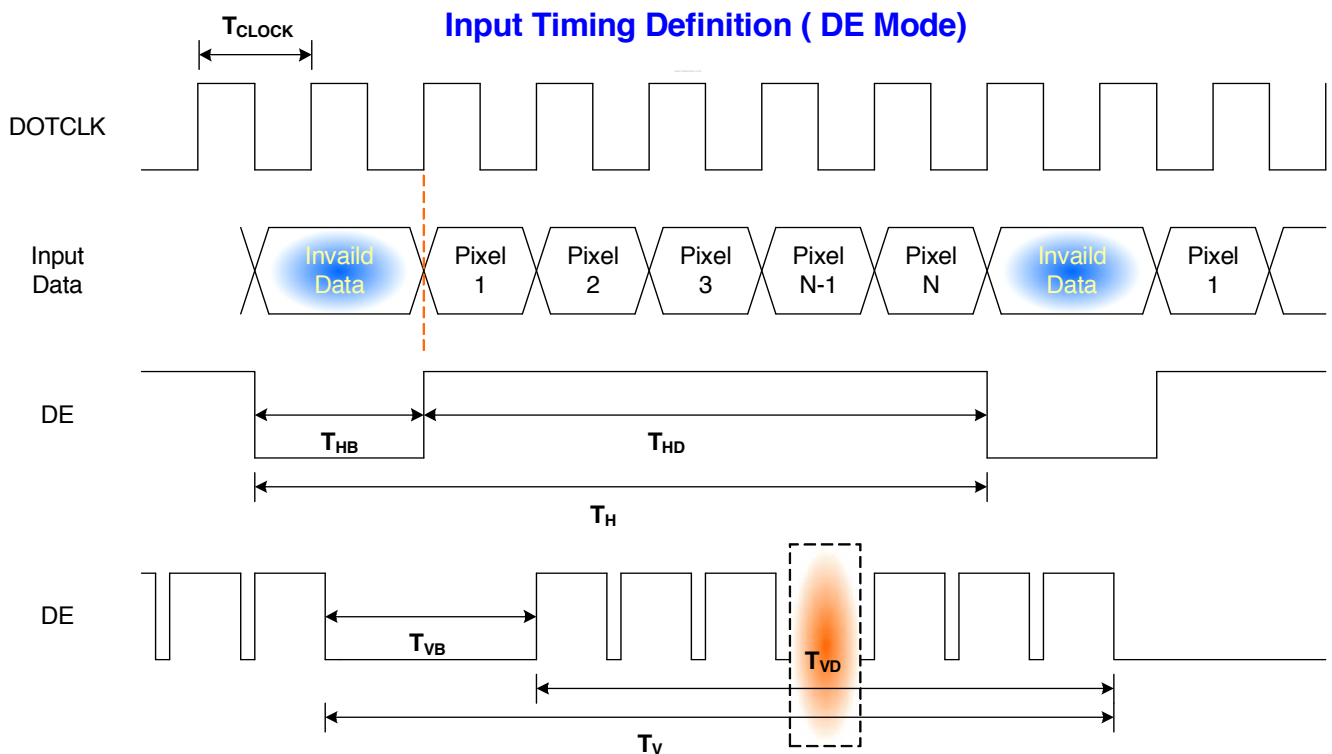 Input Timing Definition ( DE Mode)
TCLOCK
DOTCLK
Input
Data
Invaild
Data
Pixel
1
Pixel
2
Pixel
3
Pixel
N-1
Pixel
N
Invaild
Data
Pixel
1
DE
THB
THD
TH
DE
TVB
TVD
TV